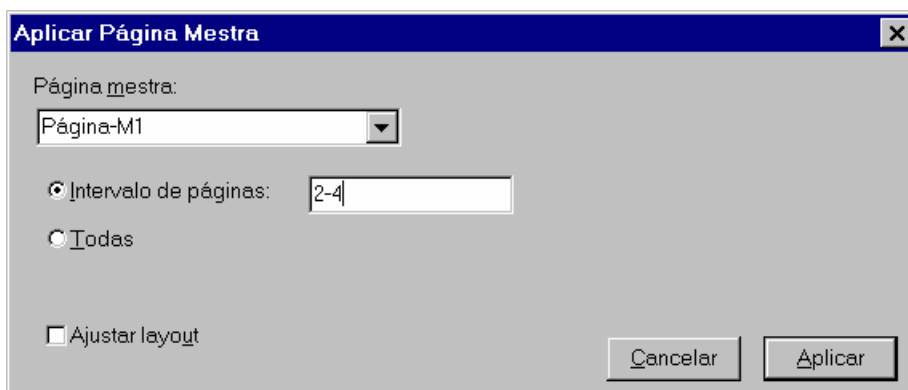 Aplicar Página Mestra
Página mestra:
Página-M1
Intervalo de páginas: 2-4
Todas
Ajustar layout
Cancelar Aplicar